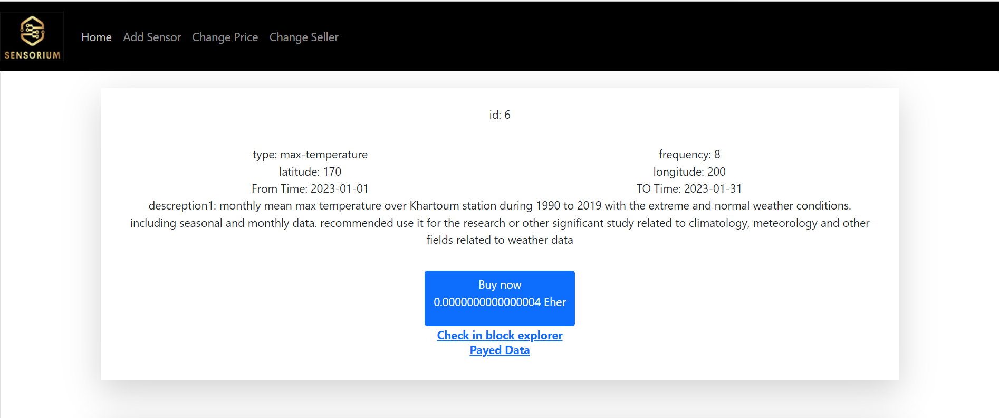 SENSORIUM
Home Add Sensor Change Price Change Seller
id: 6
type: max-temperature
frequency: 8
latitude: 170
longitude: 200
From Time: 2023-01-01
TO Time: 2023-01-31
descreption1: monthly mean max temperature over Khartoum station during 1990 to 2019 with the extreme and normal weather conditions.
including seasonal and monthly data. recommended use it for the research or other significant study related to climatology, meteorology and other
fields related to weather data
Buy now
0.0000000000000004 Eher
Check in block explorer
Payed Data